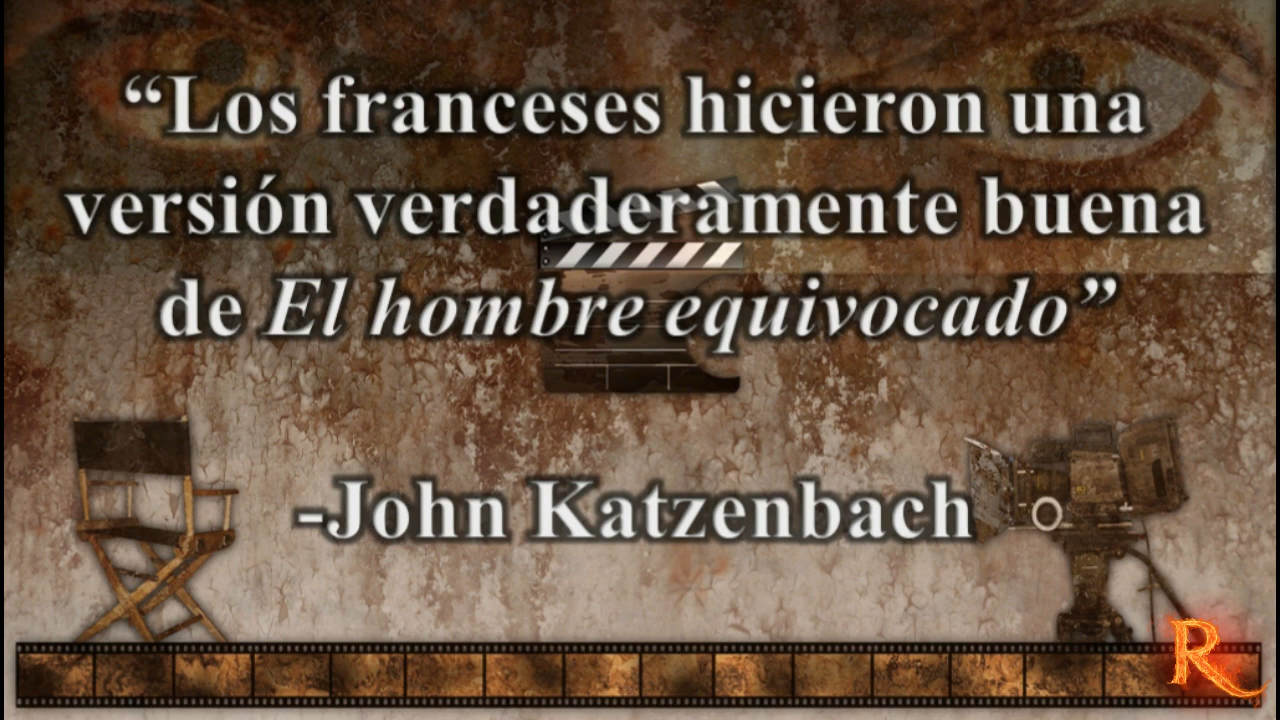 “Los franceses hicieron una
versión verdaderamente buena
de El hombre equivocado”
-John Katzenbach
R